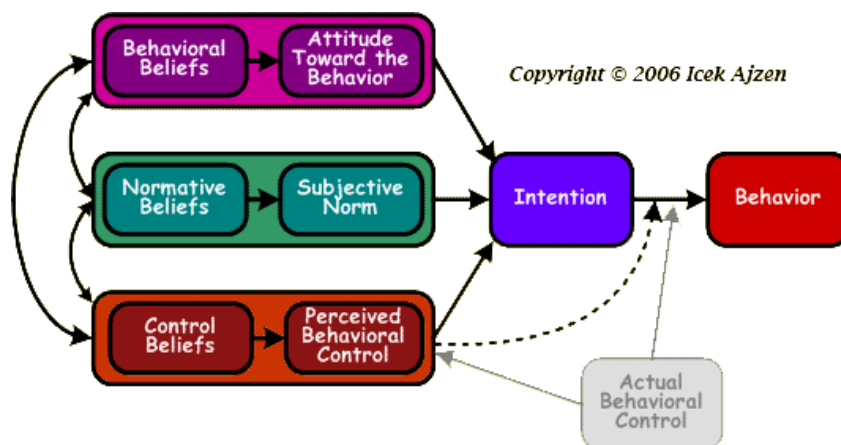 Behavioral
Beliefs
Attitude
Toward the
Behavior
Copyright © 2006 Icek Ajzen
Normative
Beliefs
Subjective
Norm
Intention
Behavior
Control
Beliefs
Perceived
Behavioral
Control
Actual
Behavioral
Control